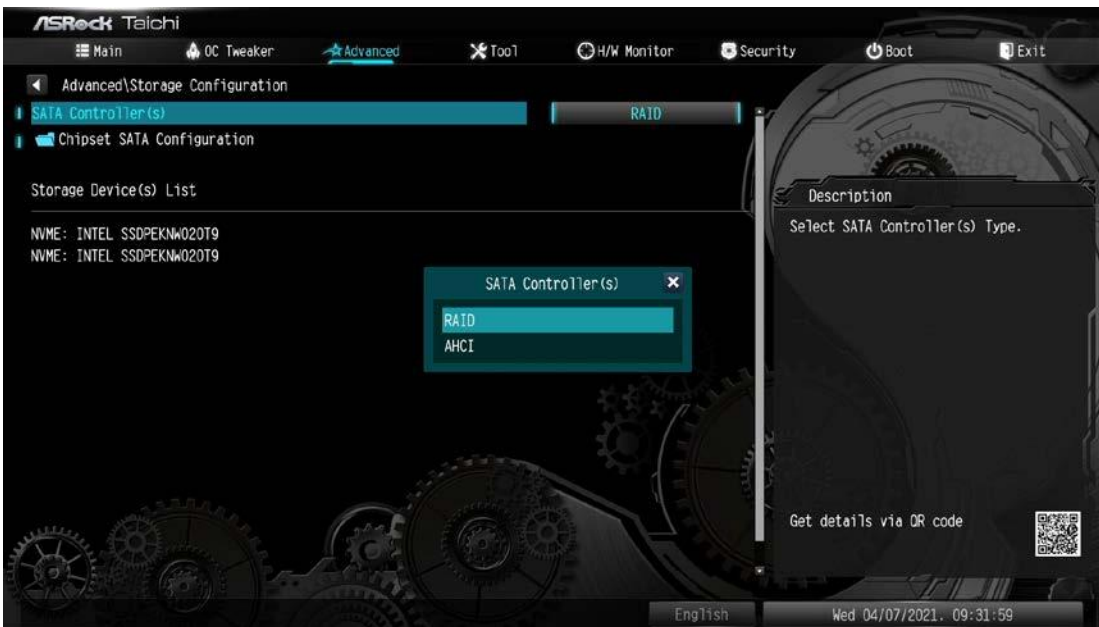 ASRock Taichi
Main OC Tweaker Advanced Tool H/W Monitor Security Boot Exit
Advanced\Storage Configuration
SATA Controller(s) RAID
Chipset SATA Configuration
Storage Device(s) List
NVME: INTEL SSDPEKNW020T9
NVME: INTEL SSDPEKNW020T9
SATA Controller(s)
RAID
AHCI
Description
Select SATA Controller(s) Type.
Get details via QR code
English Wed 04/07/2021. 09:31:59